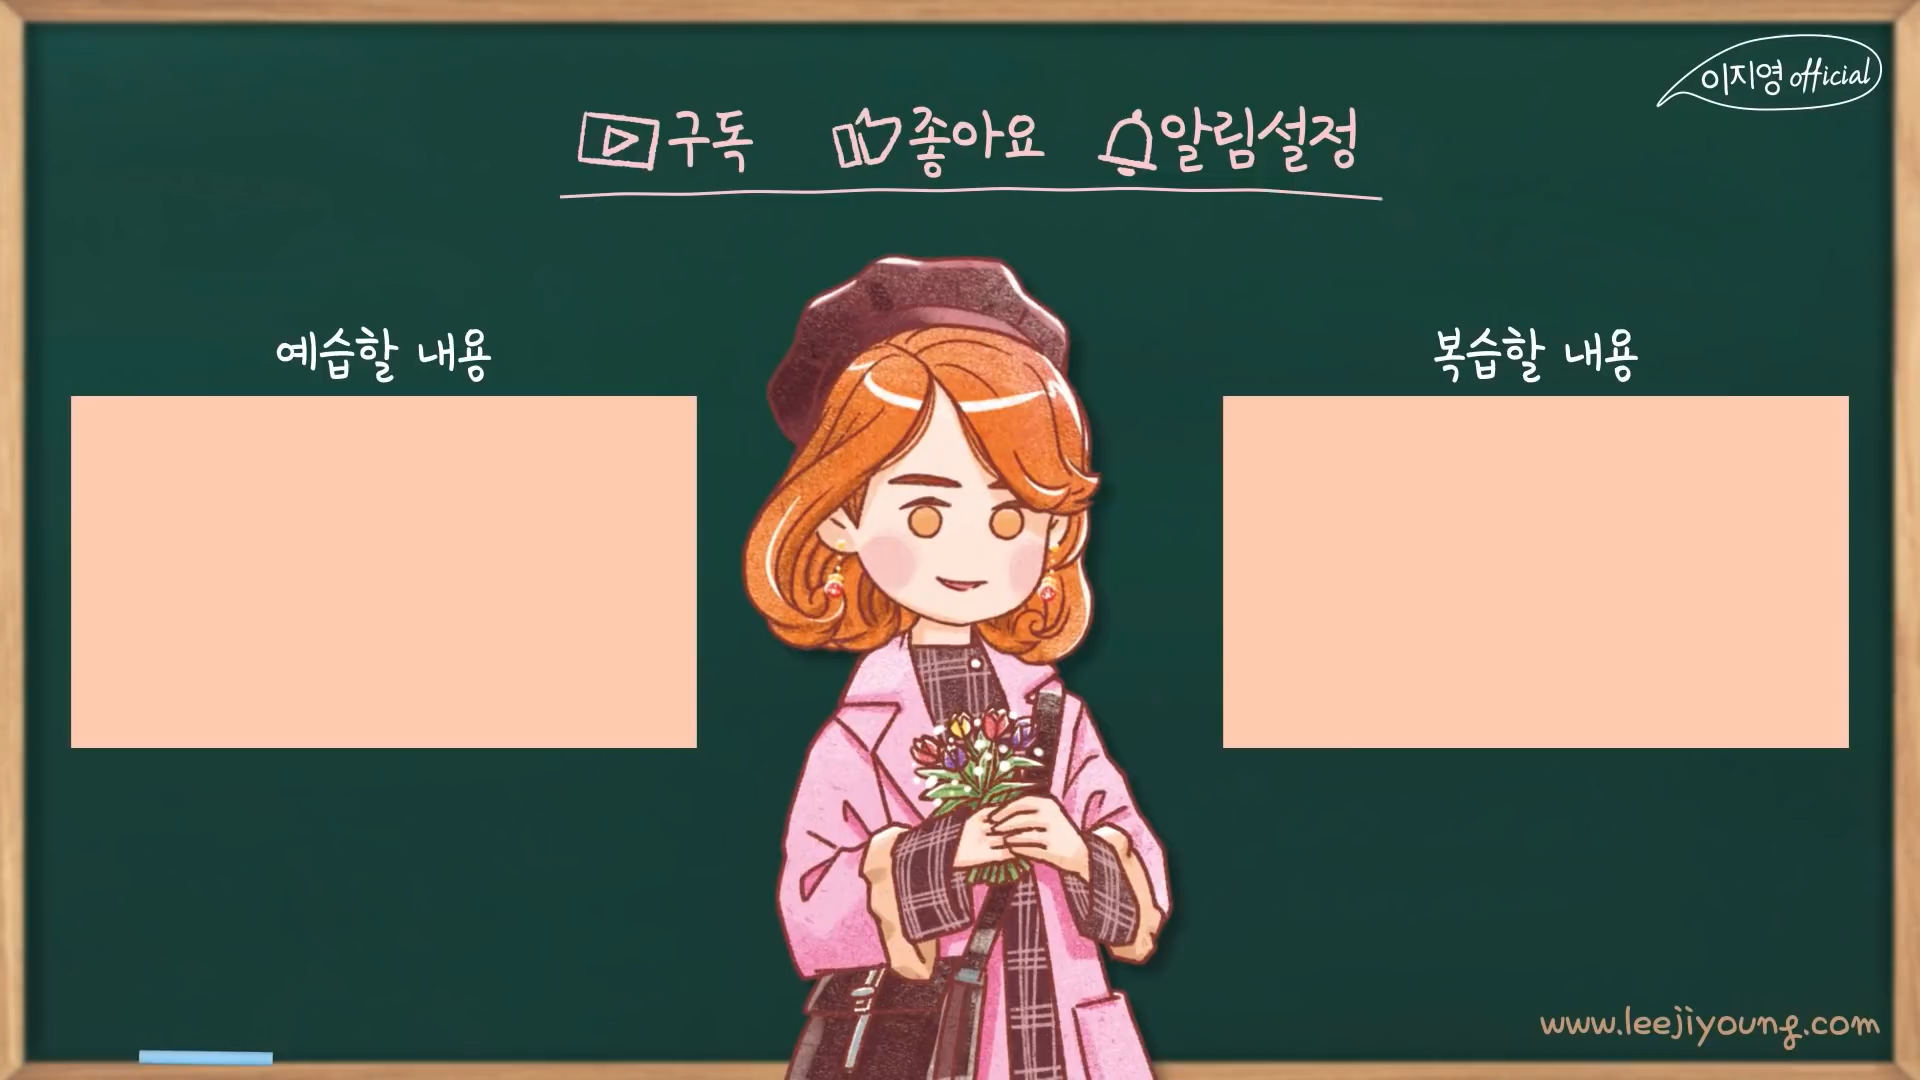 이지영 official
구독 좋아요 알림설정
예습할 내용
복습할 내용
www.leejiyoung.com